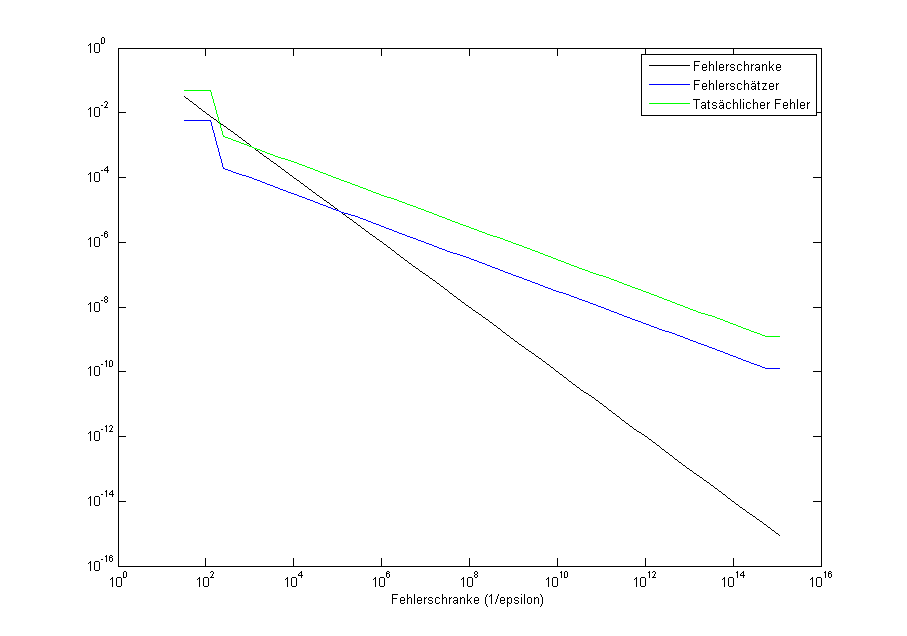 10^0
10^-2
10^-4
10^-6
10^-8
10^-10
10^-12
10^-14
10^-16
Fehlerschranke
Fehlerschätzer
Tatsächlicher Fehler
10^0 10^2 10^4 10^6 10^8 10^10 10^12 10^14 10^16
Fehlerschranke (1/epsilon)